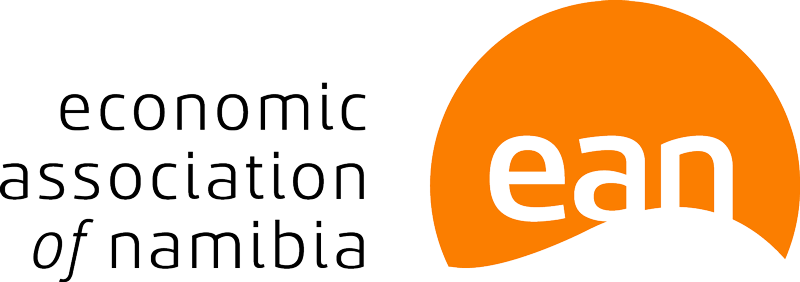 economic
association
of namibia
ean